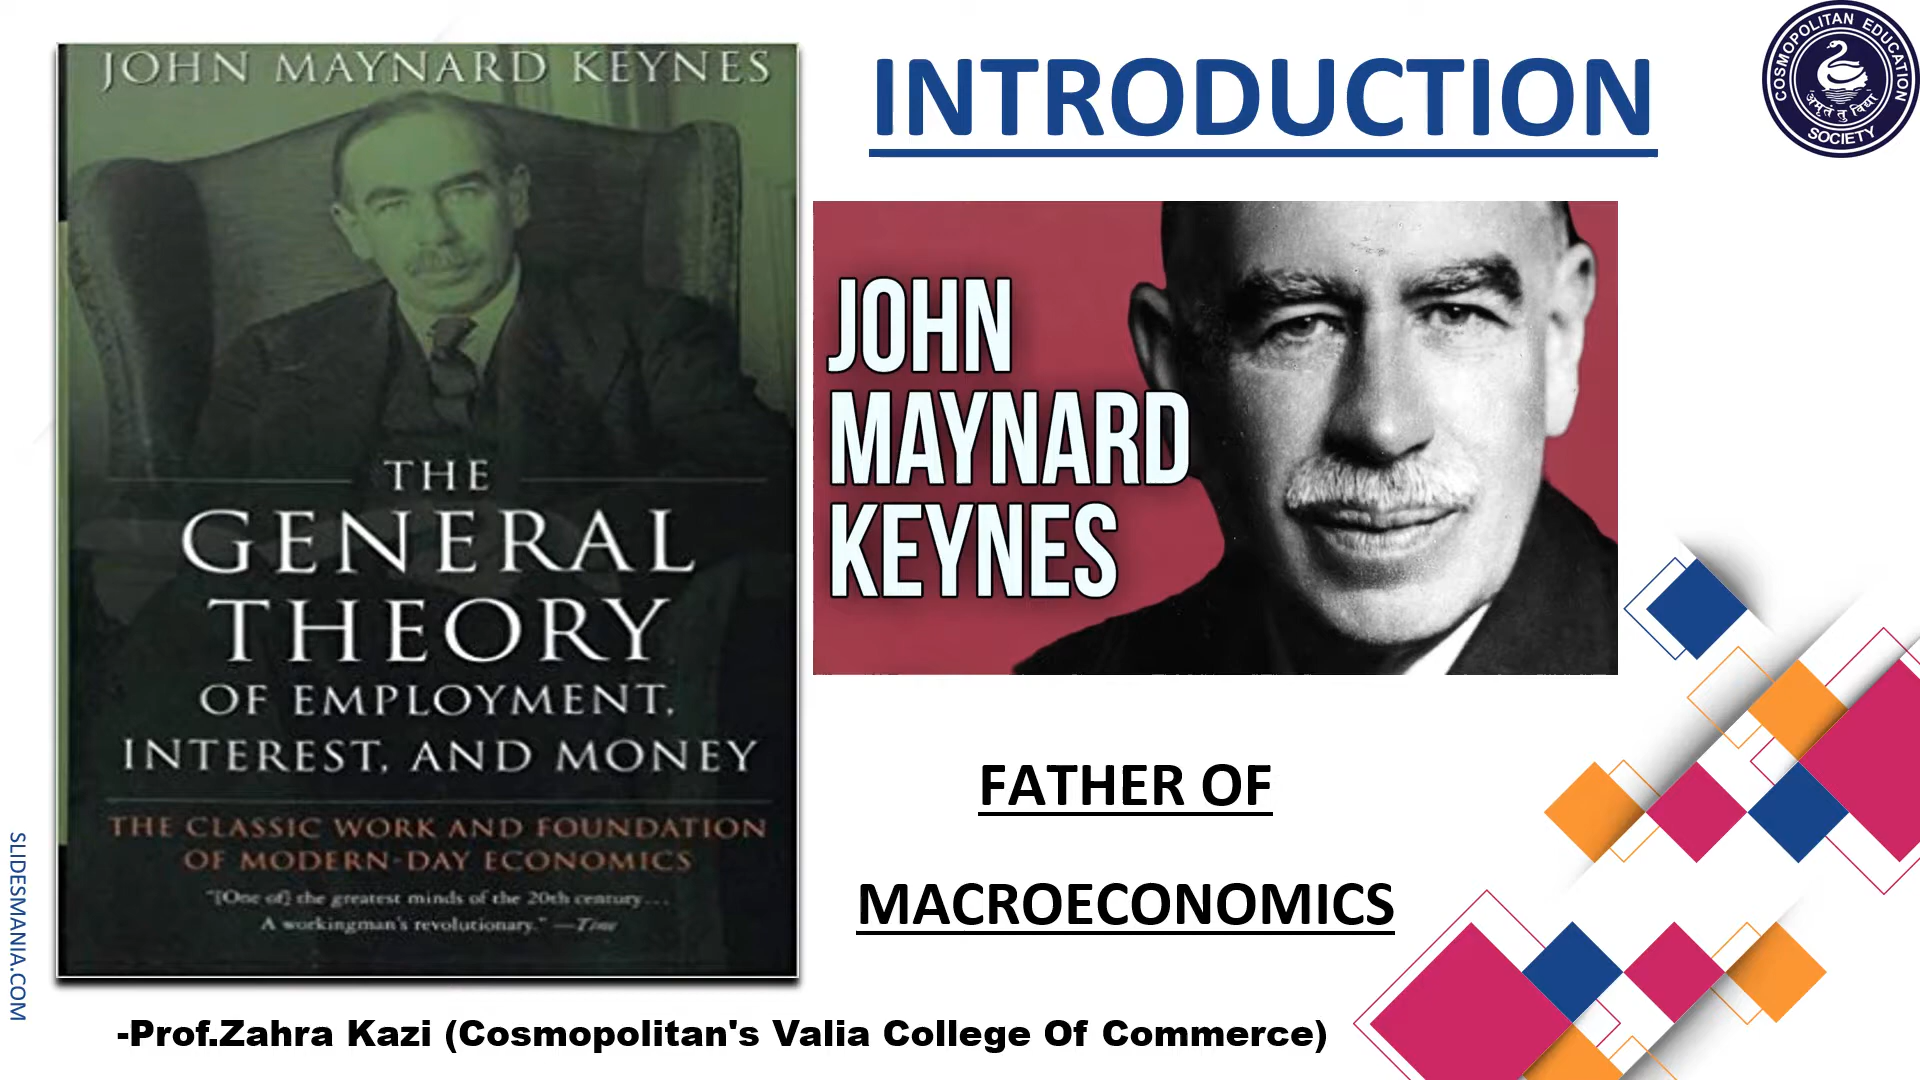 JOHN MAYNARD KEYNES
THE
GENERAL
THEORY
OF EMPLOYMENT,
INTEREST, AND MONEY
THE CLASSIC WORK AND FOUNDATION
OF MODERN-DAY ECONOMICS
"[One of] the greatest minds of the 20th century...
A workingman's revolutionary." —Time
INTRODUCTION
COSMOPOLITAN EDUCATION
SOCIETY
अमृतं तु विद्या
JOHN
MAYNARD
KEYNES
FATHER OF
MACROECONOMICS
-Prof.Zahra Kazi (Cosmopolitan's Valia College Of Commerce)
SLIDESMANIA.COM